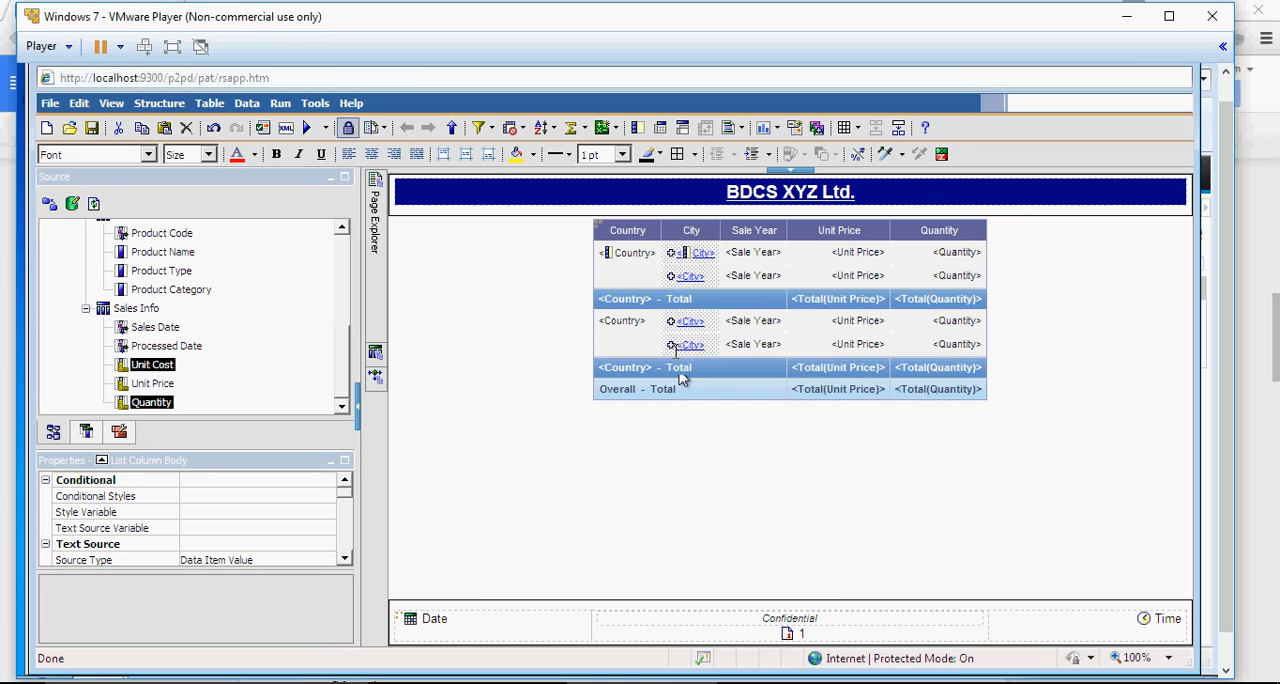 Windows 7 - VMware Player (Non-commercial use only)
Player
http://localhost:9300/p2pd/pat/rsapp.htm
File Edit View Structure Table Data Run Tools Help
Font Size B I U 1 pt
Source
Product Code
Product Name
Product Type
Product Category
Sales Info
Sales Date
Processed Date
Unit Cost
Unit Price
Quantity
Properties - List Column Body
Conditional
Conditional Styles
Style Variable
Text Source Variable
Text Source
Source Type Data Item Value
Page Explorer
BDCS XYZ Ltd.
Country City Sale Year Unit Price Quantity
<Country> <City> <Sale Year> <Unit Price> <Quantity>
<City> <Sale Year> <Unit Price> <Quantity>
<Country> - Total <Total(Unit Price)> <Total(Quantity)>
<Country> <City> <Sale Year> <Unit Price> <Quantity>
<City> <Sale Year> <Unit Price> <Quantity>
<Country> - Total <Total(Unit Price)> <Total(Quantity)>
Overall - Total <Total(Unit Price)> <Total(Quantity)>
Date Confidential Time
1
Done Internet | Protected Mode: On 100%